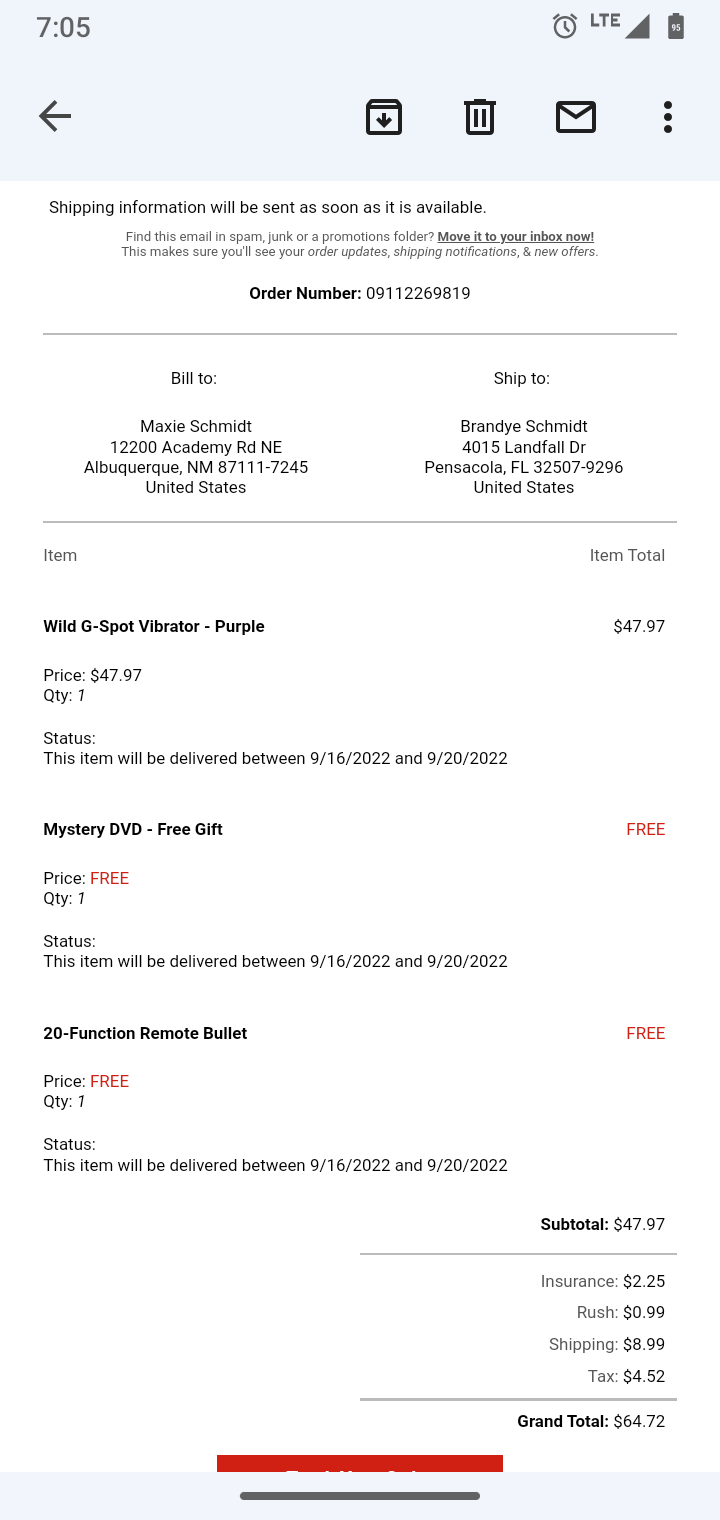 7:05
LTE
95
Shipping information will be sent as soon as it is available.
Find this email in spam, junk or a promotions folder? Move it to your inbox now!
This makes sure you'll see your order updates, shipping notifications, & new offers.
Order Number: 09112269819
Bill to:
Maxie Schmidt
12200 Academy Rd NE
Albuquerque, NM 87111-7245
United States
Ship to:
Brandye Schmidt
4015 Landfall Dr
Pensacola, FL 32507-9296
United States
Item Item Total
Wild G-Spot Vibrator - Purple $47.97
Price: $47.97
Qty: 1
Status:
This item will be delivered between 9/16/2022 and 9/20/2022
Mystery DVD - Free Gift FREE
Price: FREE
Qty: 1
Status:
This item will be delivered between 9/16/2022 and 9/20/2022
20-Function Remote Bullet FREE
Price: FREE
Qty: 1
Status:
This item will be delivered between 9/16/2022 and 9/20/2022
Subtotal: $47.97
Insurance: $2.25
Rush: $0.99
Shipping: $8.99
Tax: $4.52
Grand Total: $64.72